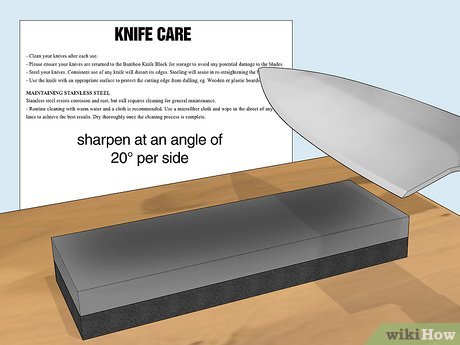 KNIFE CARE
- Clean your knives after each use.
- Please ensure your knives are returned to the Bamboo Knife Block for storage to avoid any potential damage to the blades.
- Steel your knives. Consistent use of any knife will distort its edges. Steeling will assist in re-straightening the
- Use the knife with an appropriate surface to protect the cutting edge from dulling, eg. Wooden or plastic boards
MAINTAINING STAINLESS STEEL
Stainless steel resists corrosion and rust, but still requires cleaning for general maintenance.
- Routine cleaning with warm water and a cloth is recommended. Use a microfiber cloth and wipe in the direct of any
lines to achieve the best results. Dry thoroughly once the cleaning process is complete.
sharpen at an angle of
20° per side
wikiHow